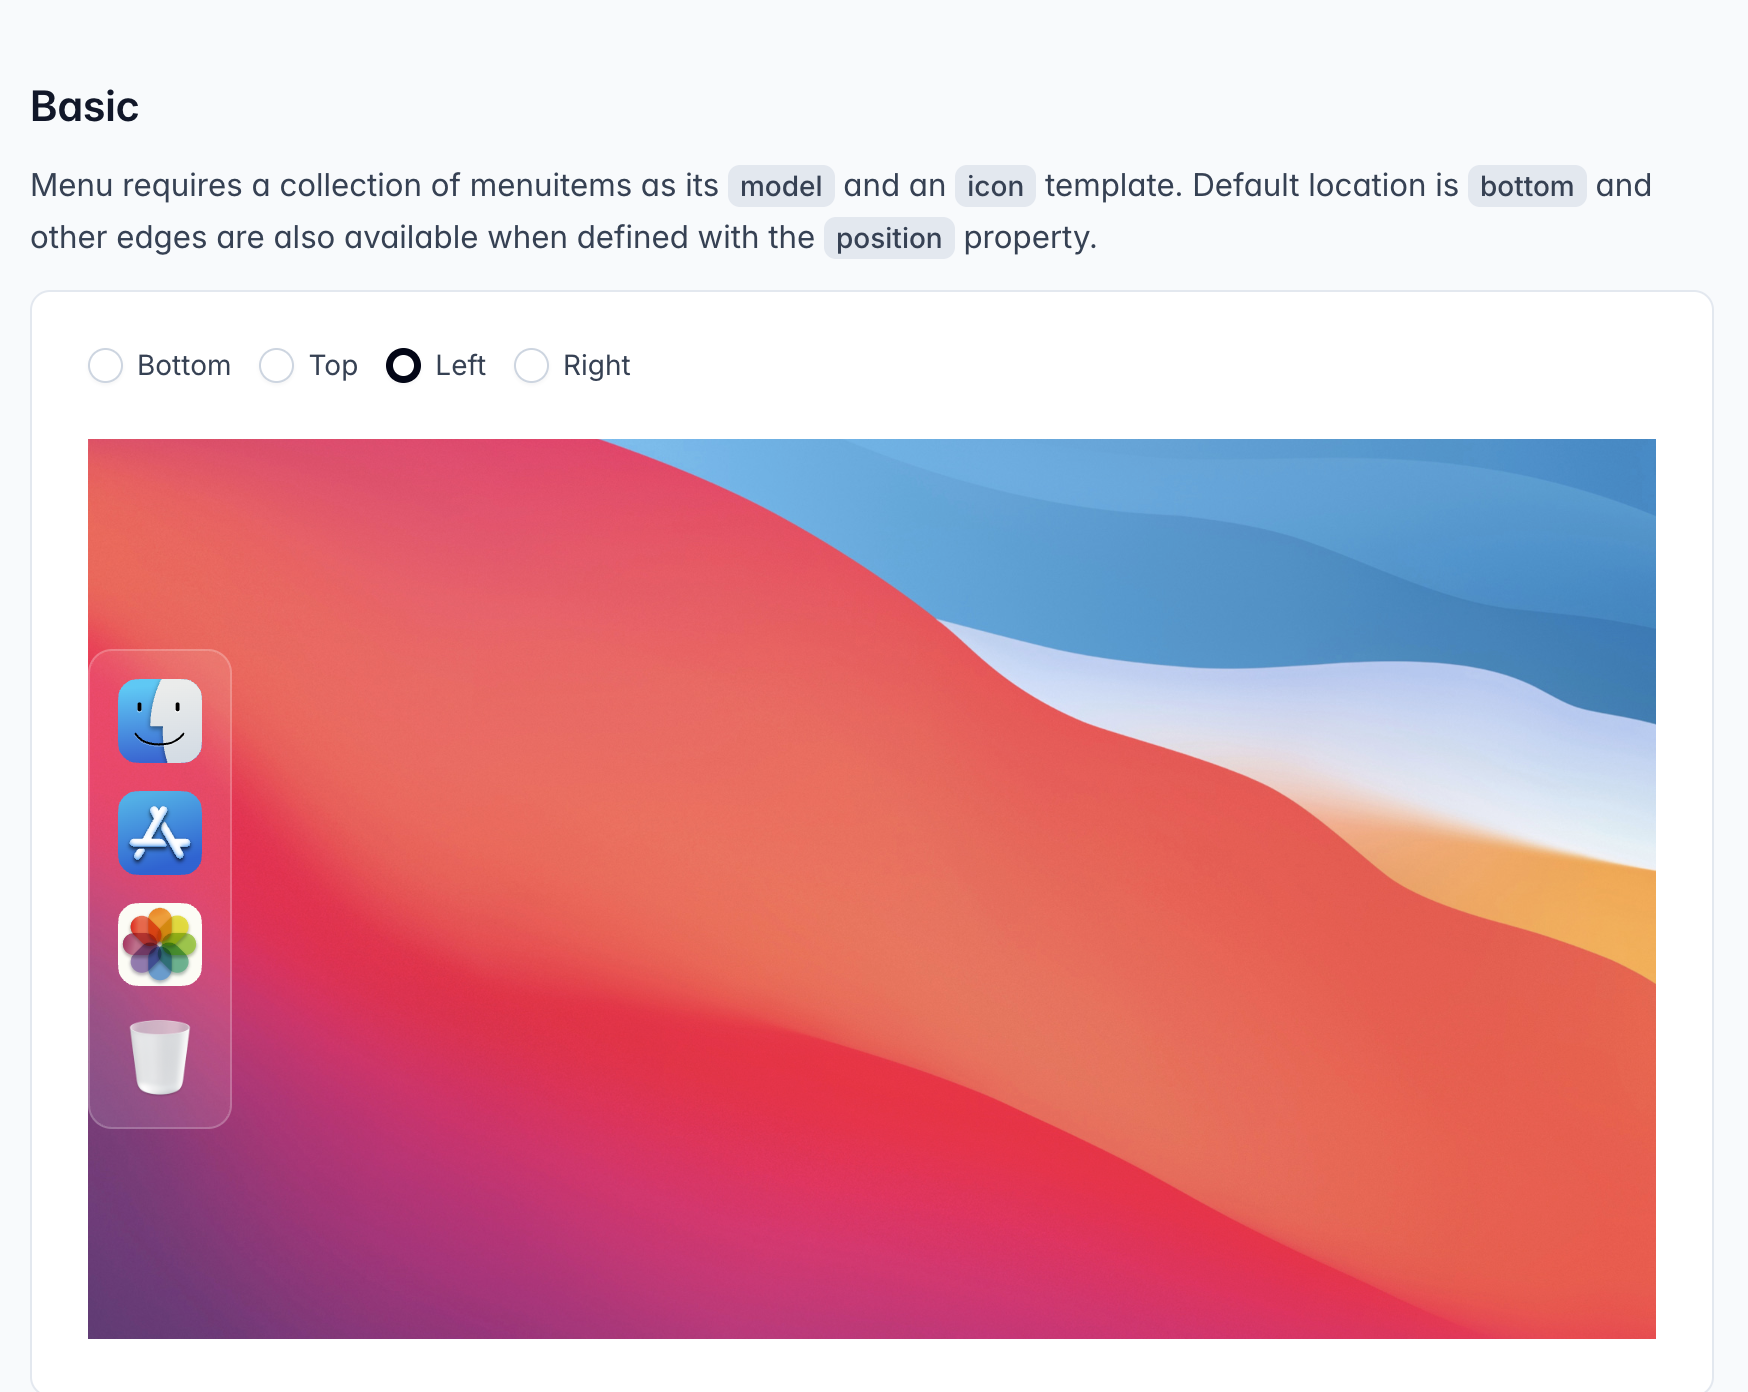 Basic
Menu requires a collection of menuitems as its model and an icon template. Default location is bottom and
other edges are also available when defined with the position property.
Bottom Top Left Right